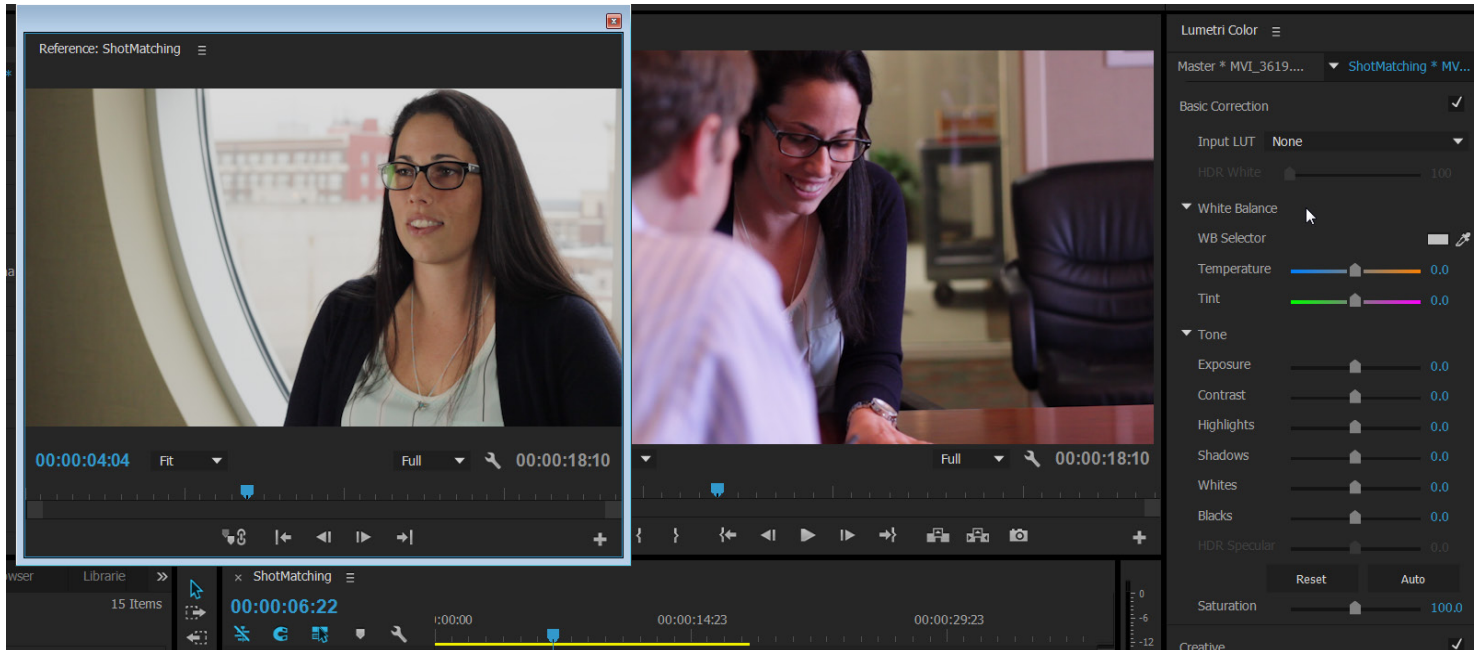 Reference: ShotMatching
00:00:04:04 Fit Full 00:00:18:10
Full 00:00:18:10
Lumetri Color
Master * MVI_3619.... ShotMatching * MV...
Basic Correction
Input LUT None
HDR White 100
White Balance
WB Selector
Temperature 0.0
Tint 0.0
Tone
Exposure 0.0
Contrast 0.0
Highlights 0.0
Shadows 0.0
Whites 0.0
Blacks 0.0
HDR Specular 0.0
Reset Auto
Saturation 100.0
Creative
wser Librarie
15 Items
× ShotMatching
00:00:06:22
:00:00 00:00:14:23 00:00:29:23
0
-6
-12